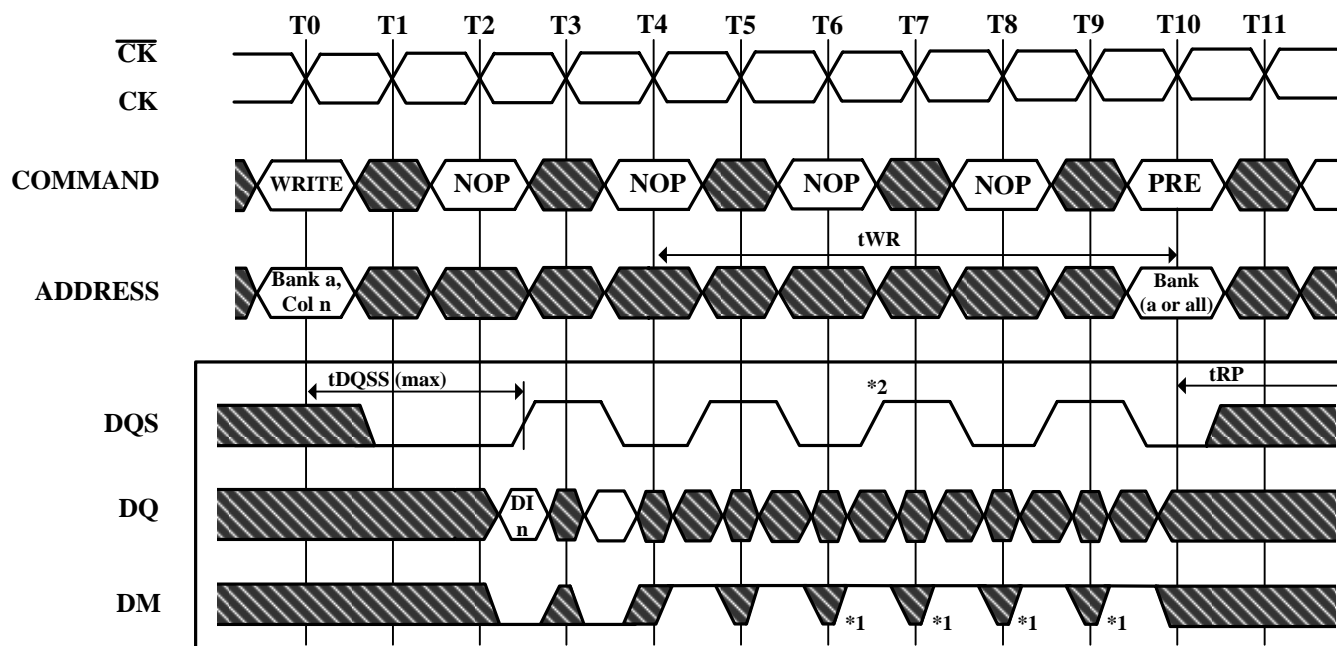 T0 T1 T2 T3 T4 T5 T6 T7 T8 T9 T10 T11
CK
CK
COMMAND WRITE NOP NOP NOP NOP PRE
tWR
ADDRESS Bank a, Col n Bank (a or all)
tDQSS (max) *2 tRP
DQS
DQ DI n
DM *1 *1 *1 *1